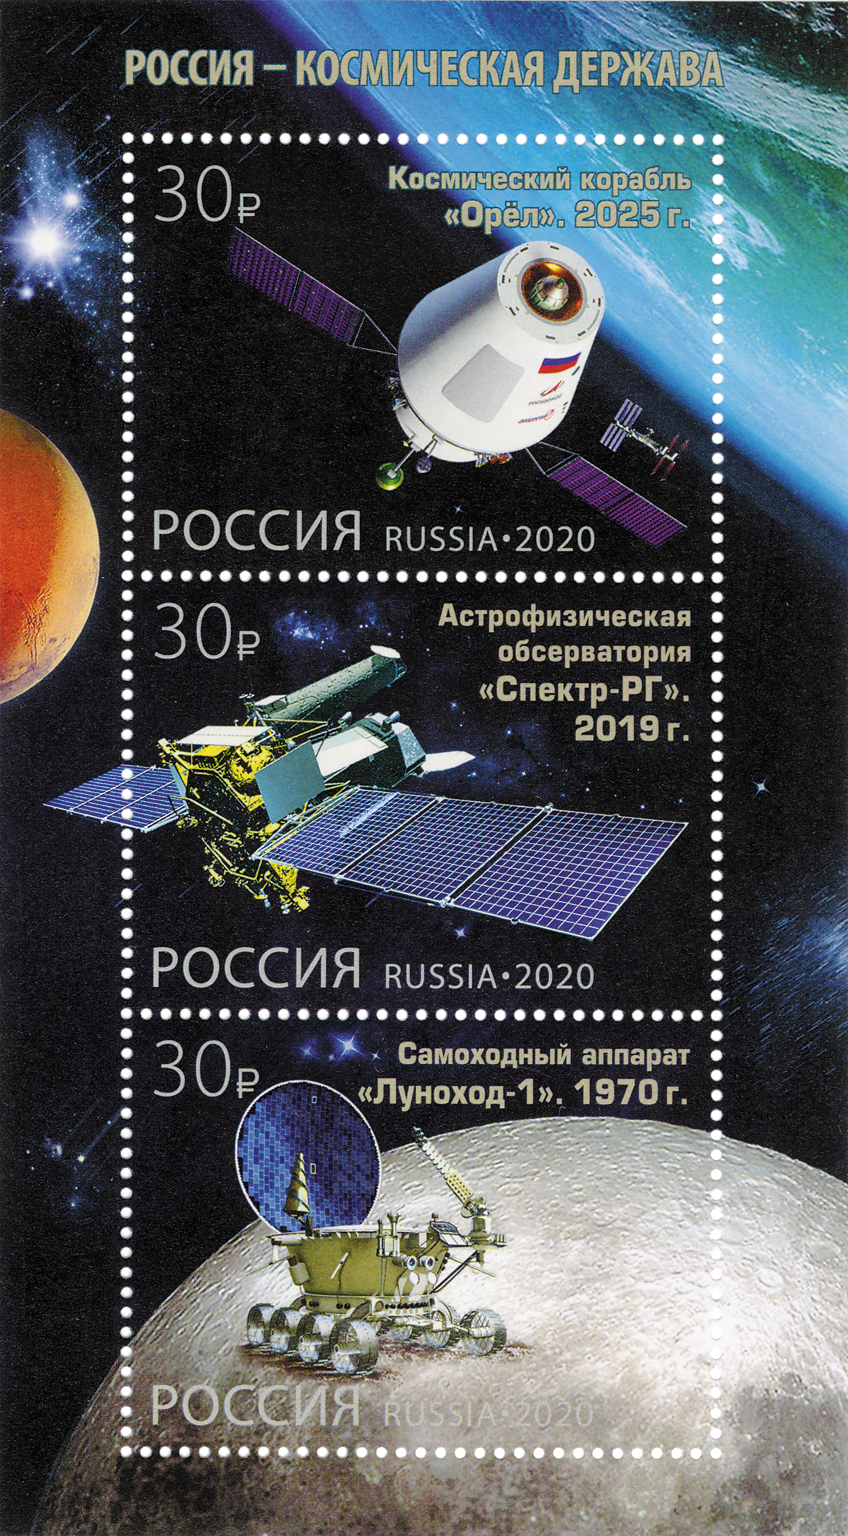 РОССИЯ – КОСМИЧЕСКАЯ ДЕРЖАВА
30₽
Космический корабль
«Орёл». 2025 г.
РОСКОСМОС
РОССИЯ RUSSIA•2020
30₽
Астрофизическая
обсерватория
«Спектр-РГ».
2019 г.
РОССИЯ RUSSIA•2020
30₽
Самоходный аппарат
«Луноход-1». 1970 г.
РОССИЯ RUSSIA•2020